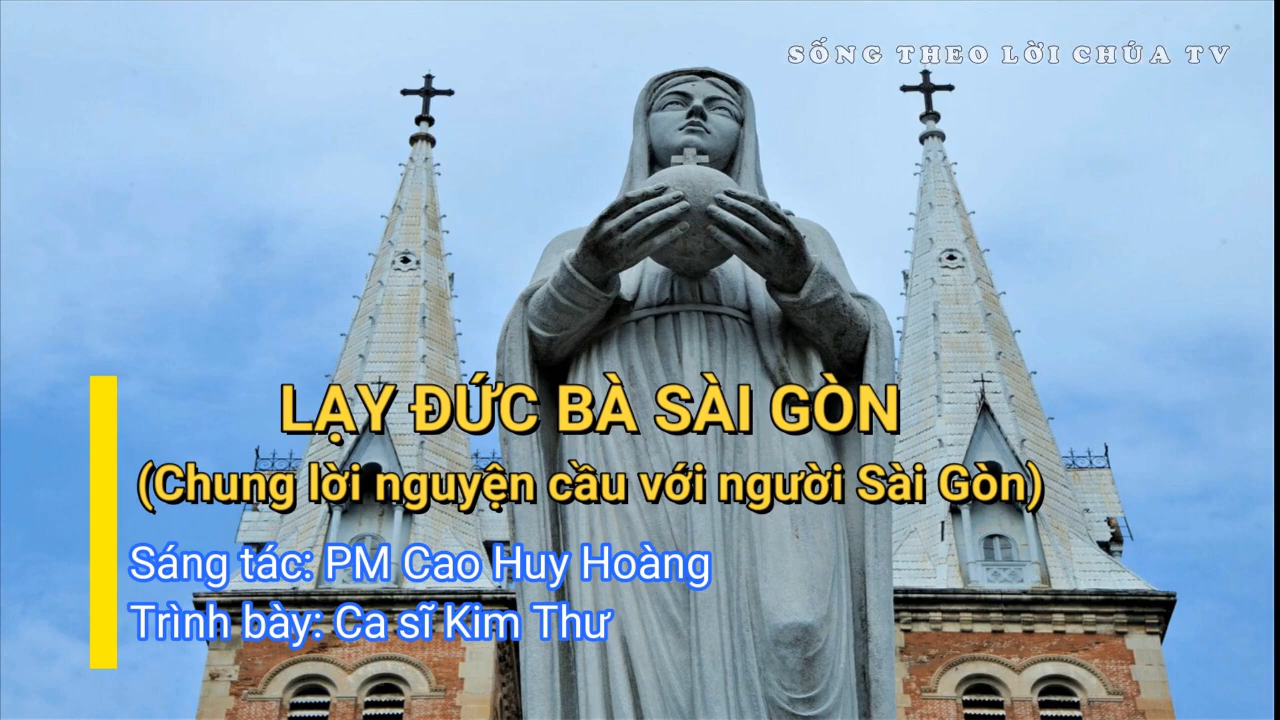 SỐNG THEO LỜI CHÚA TV
LẠY ĐỨC BÀ SÀI GÒN
(Chung lời nguyện cầu với người Sài Gòn)
Sáng tác: PM Cao Huy Hoàng
Trình bày: Ca sĩ Kim Thư